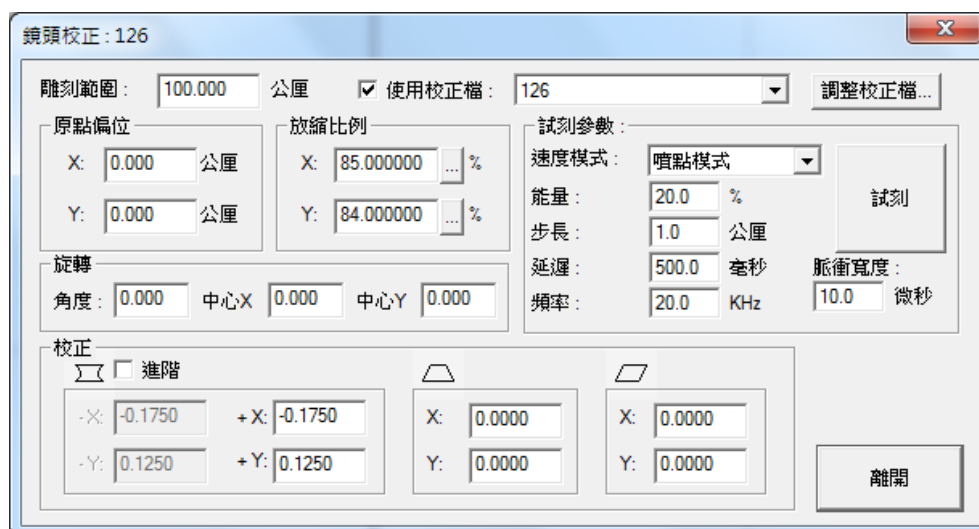 鏡頭校正 : 126
雕刻範圍 : 100.000 公厘 使用校正檔 : 126 調整校正檔...
原點偏位
X: 0.000 公厘
Y: 0.000 公厘
放縮比例
X: 85.000000 ... %
Y: 84.000000 ... %
旋轉
角度 : 0.000 中心X 0.000 中心Y 0.000
試刻參數 :
速度模式 : 噴點模式
能量 : 20.0 %
步長 : 1.0 公厘
延遲 : 500.0 毫秒
頻率 : 20.0 KHz
試刻
脈衝寬度 :
10.0 微秒
校正
進階
-X: -0.1750 +X: -0.1750
-Y: 0.1250 +Y: 0.1250
X: 0.0000
Y: 0.0000
X: 0.0000
Y: 0.0000
離開